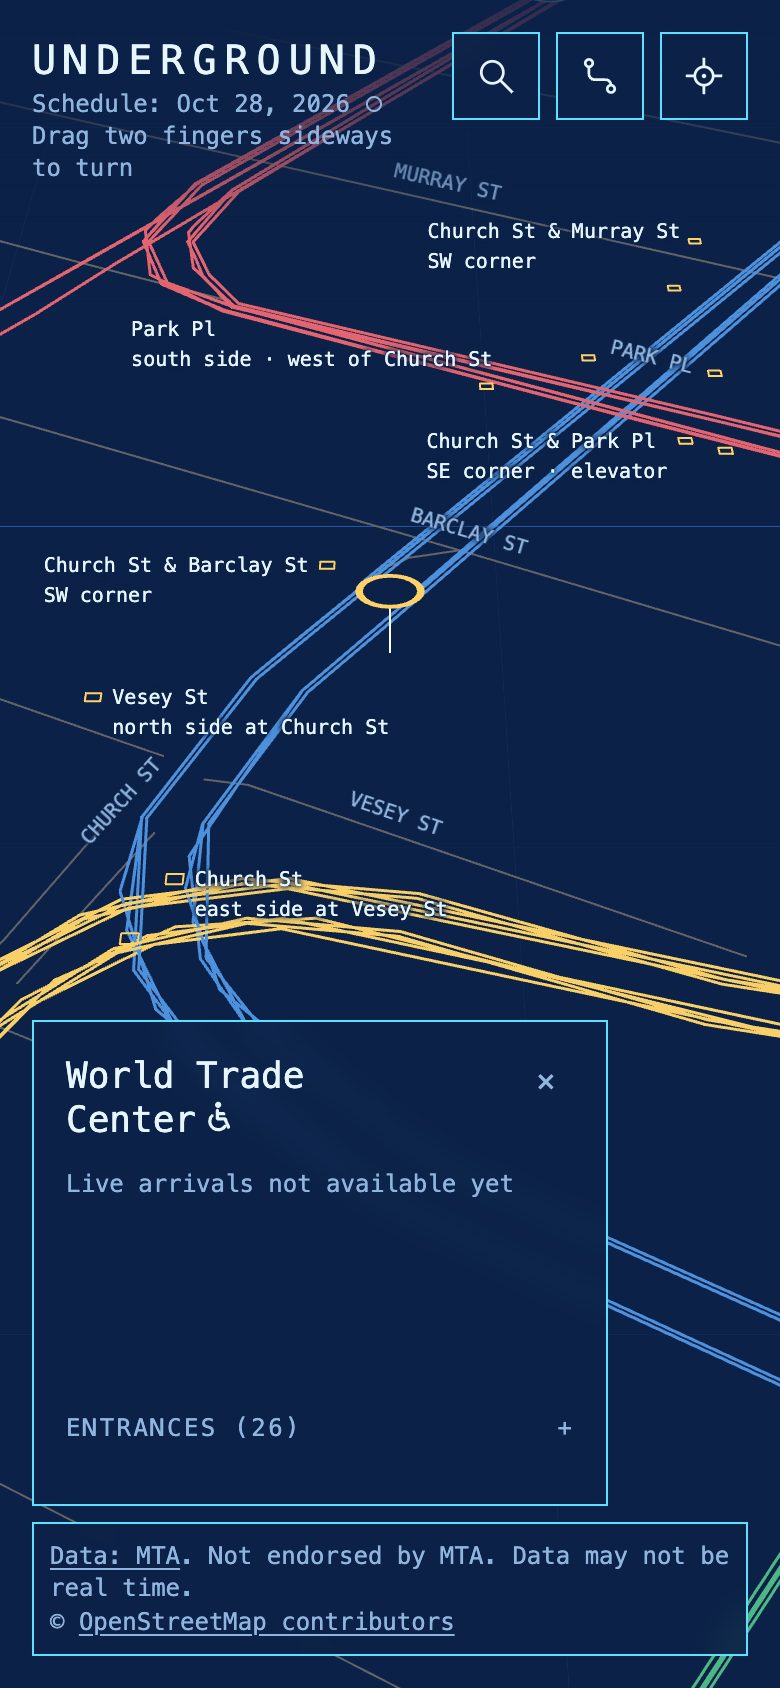 UNDERGROUND
Schedule: Oct 28, 2026
Drag two fingers sideways
to turn
MURRAY ST
Church St & Murray St
SW corner
Park Pl
south side · west of Church St
PARK PL
Church St & Park Pl
SE corner · elevator
BARCLAY ST
Church St & Barclay St
SW corner
Vesey St
north side at Church St
CHURCH ST
VESEY ST
Church St
east side at Vesey St
World Trade
Center
×
Live arrivals not available yet
ENTRANCES (26) +
Data: MTA. Not endorsed by MTA. Data may not be
real time.
© OpenStreetMap contributors